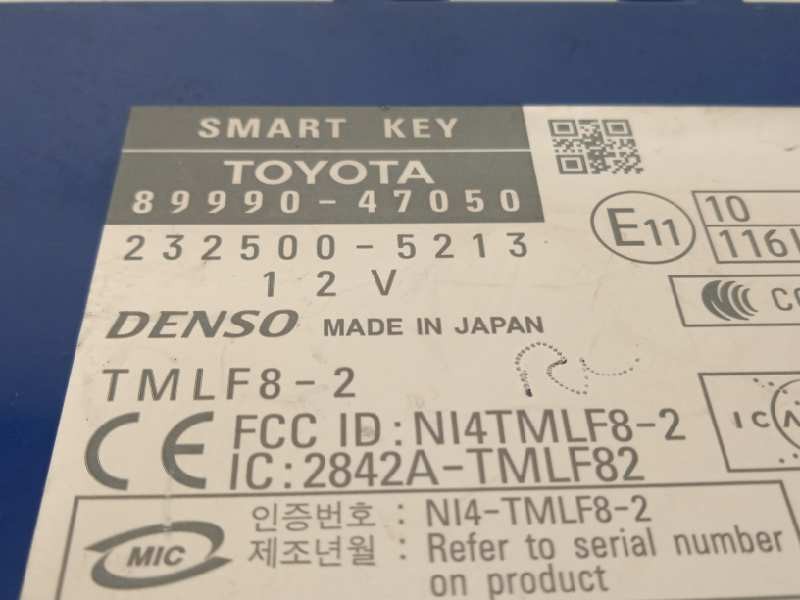 SMART KEY
TOYOTA
89990-47050
232500-5213
12V
DENSO MADE IN JAPAN
TMLF8-2
E11
10
CE FCC ID: NI4TMLF8-2
IC: 2842A-TMLF82
MIC
인증번호 : NI4-TMLF8-2
제조년월 : Refer to serial number
on product